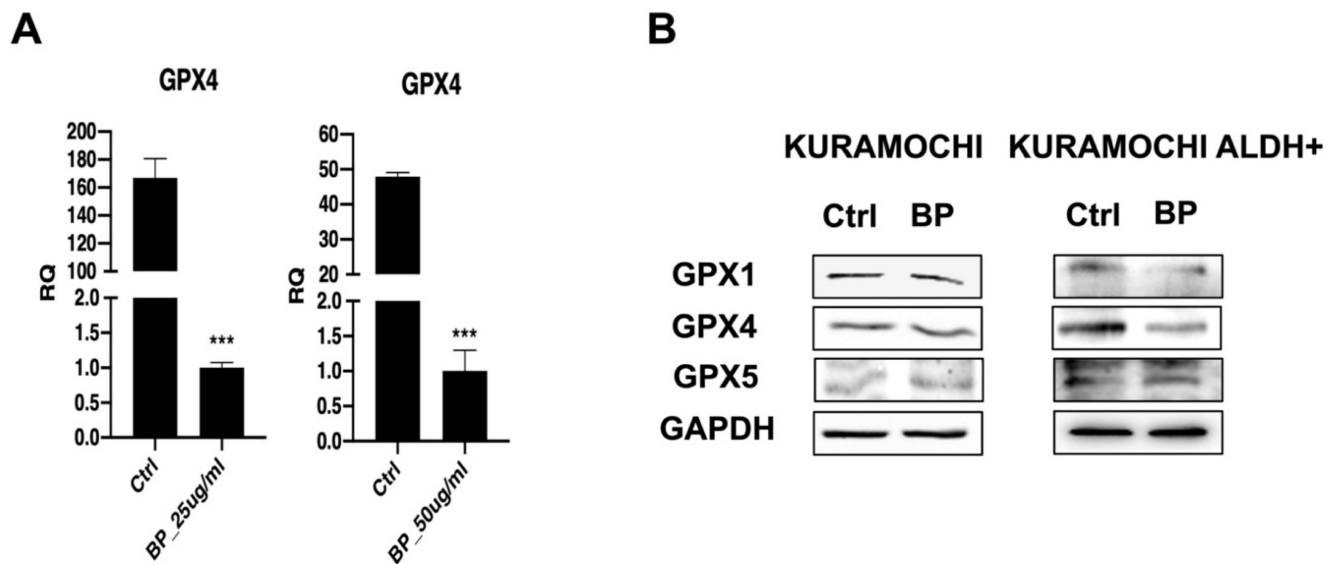 A
B
GPX4
GPX4
RQ
200
180
160
140
120
100
2.0
1.5
1.0
0.5
0.0
***
Ctrl
BP_25ug/ml
RQ
60
50
40
30
20
2.0
1.5
1.0
0.5
0.0
***
Ctrl
BP_50ug/ml
KURAMOCHI KURAMOCHI ALDH+
Ctrl BP Ctrl BP
GPX1
GPX4
GPX5
GAPDH